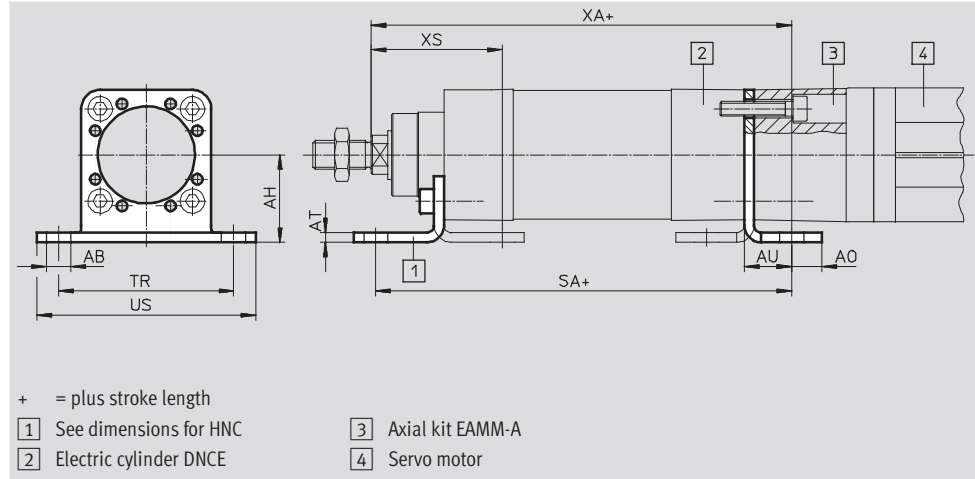 XA+
XS
2
3
4
AH
AT
AB
TR
US
1
SA+
AU
AO
+ = plus stroke length
1 See dimensions for HNC
2 Electric cylinder DNCE
3 Axial kit EAMM-A
4 Servo motor